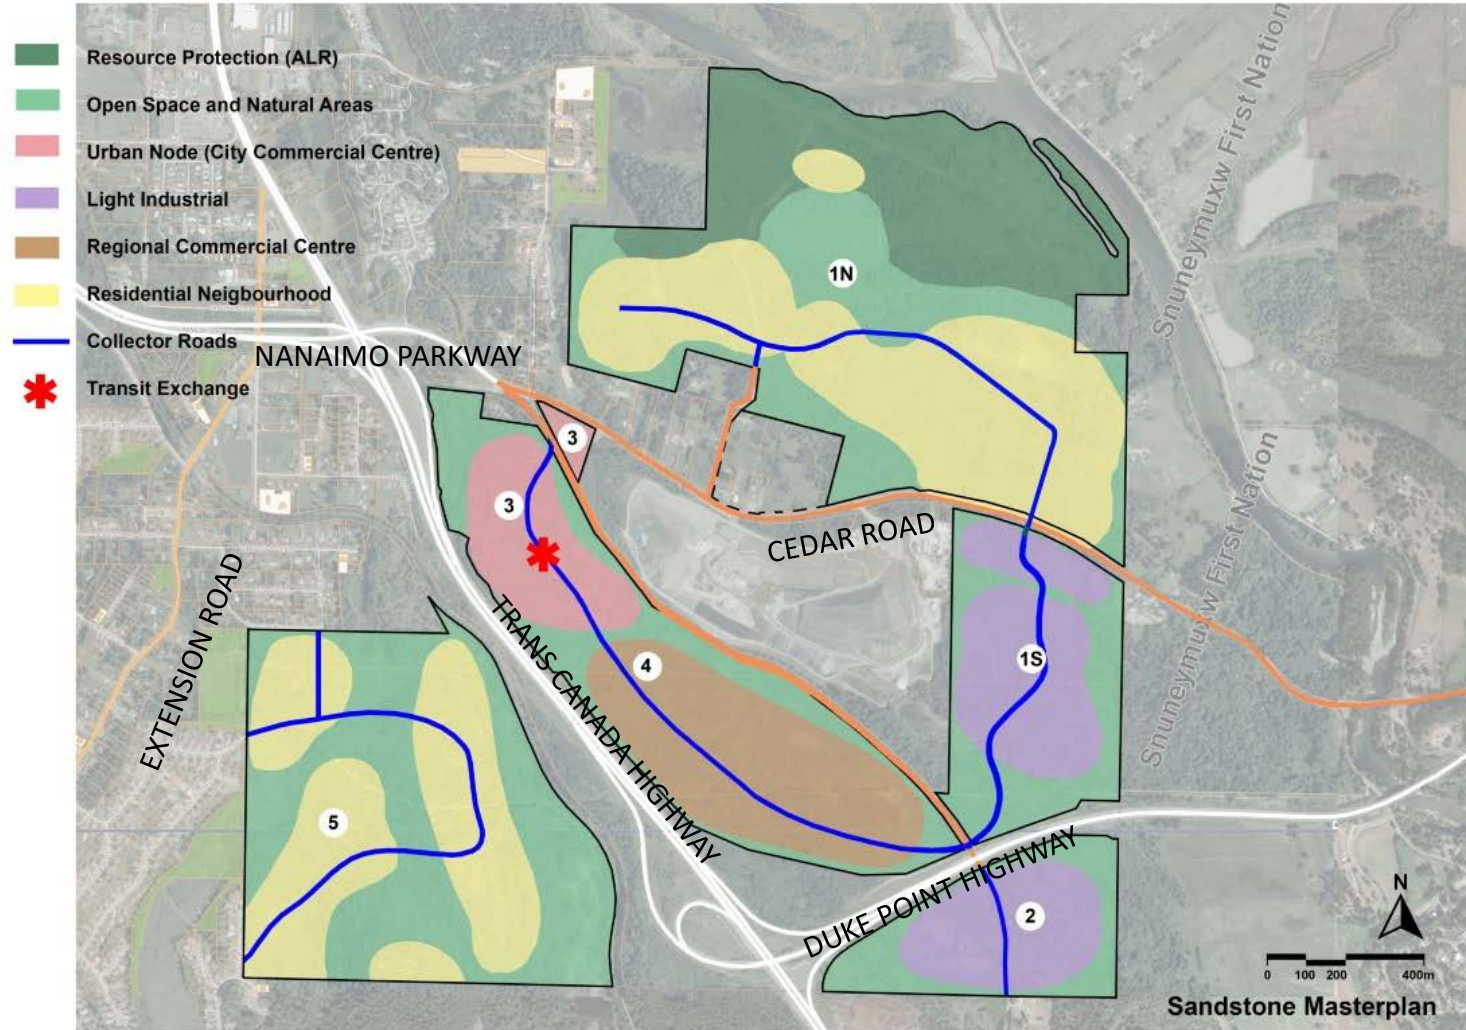 Resource Protection (ALR)
Open Space and Natural Areas
Urban Node (City Commercial Centre)
Light Industrial
Regional Commercial Centre
Residential Neigbourhood
Collector Roads
Transit Exchange
NANAIMO PARKWAY
Snuneymuxw First Nation
1N
3
3
CEDAR ROAD
EXTENSION ROAD
TRANS CANADA HIGHWAY
4
1S
Snuneymuxw First Nation
5
DUKE POINT HIGHWAY
2
N
0 100 200 400m
Sandstone Masterplan